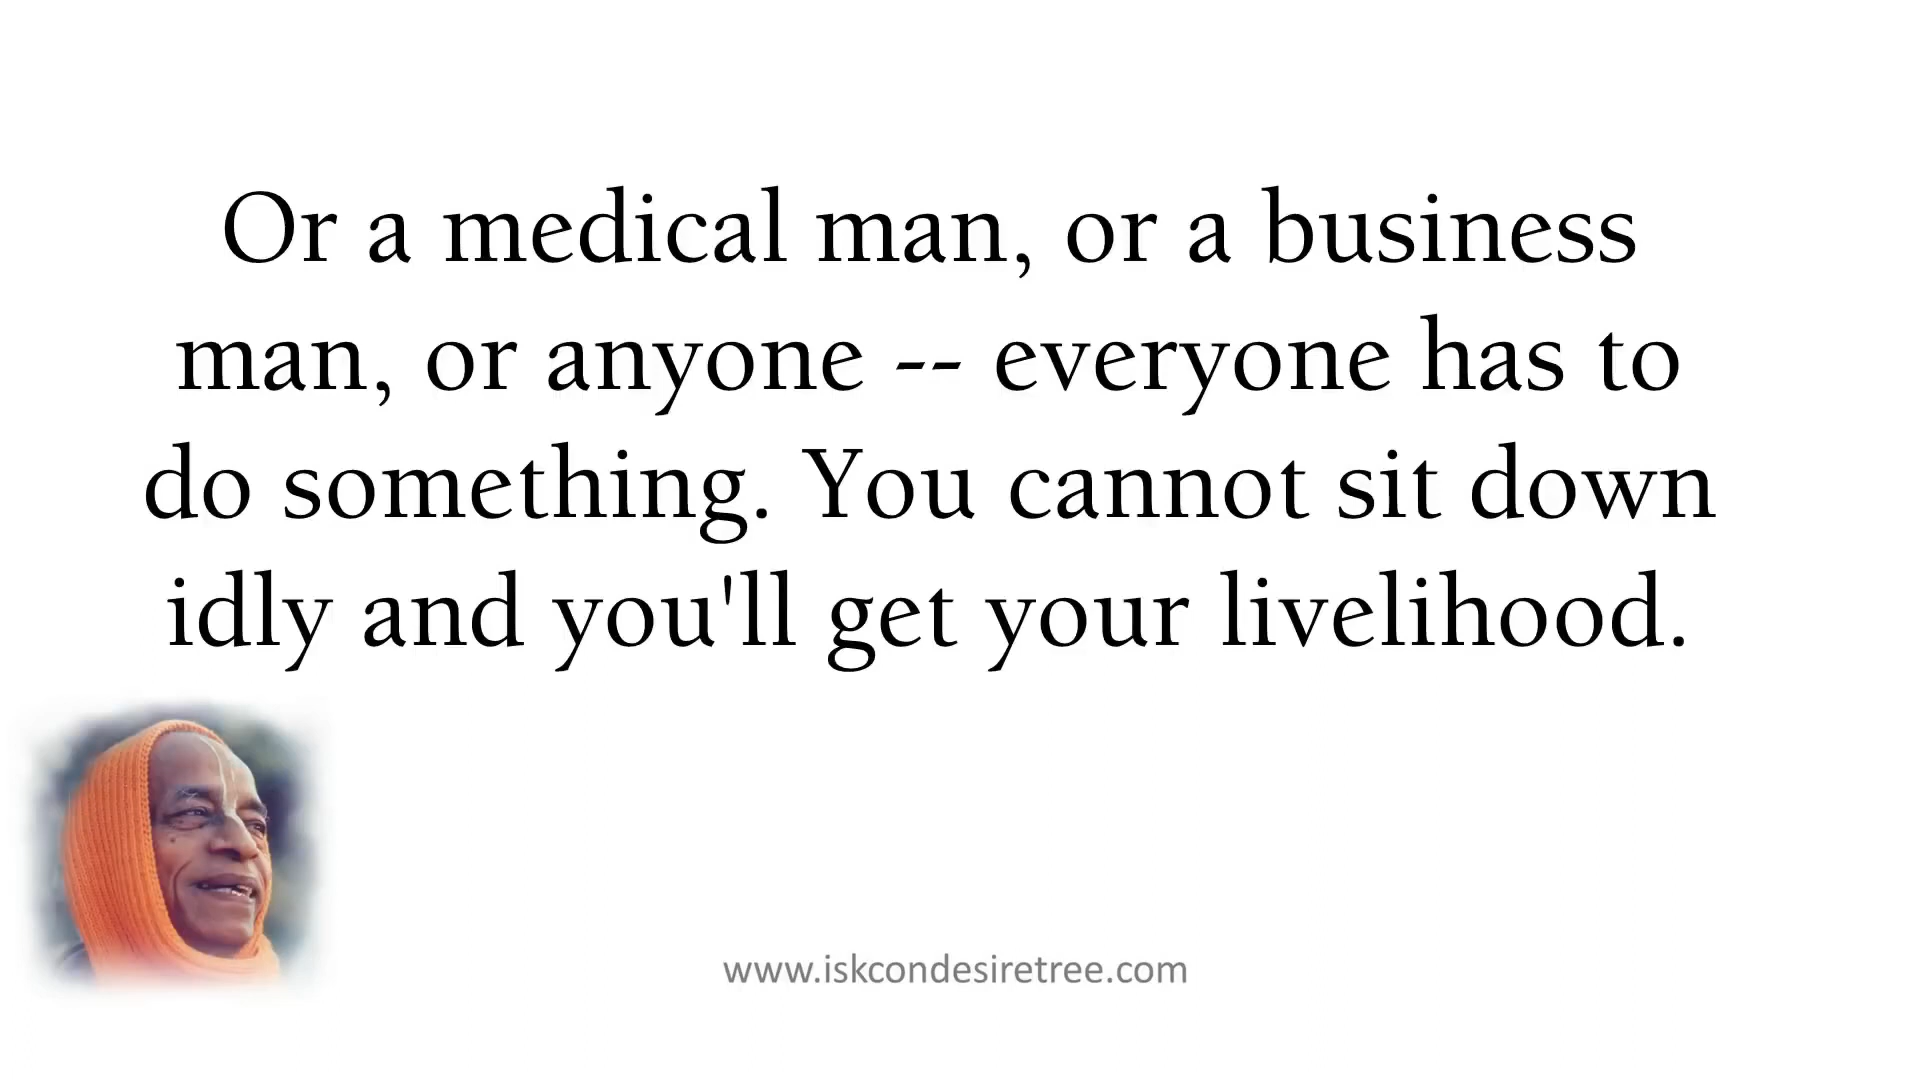 Or a medical man, or a business
man, or anyone -- everyone has to
do something. You cannot sit down
idly and you'll get your livelihood.
www.iskcondesiretree.com